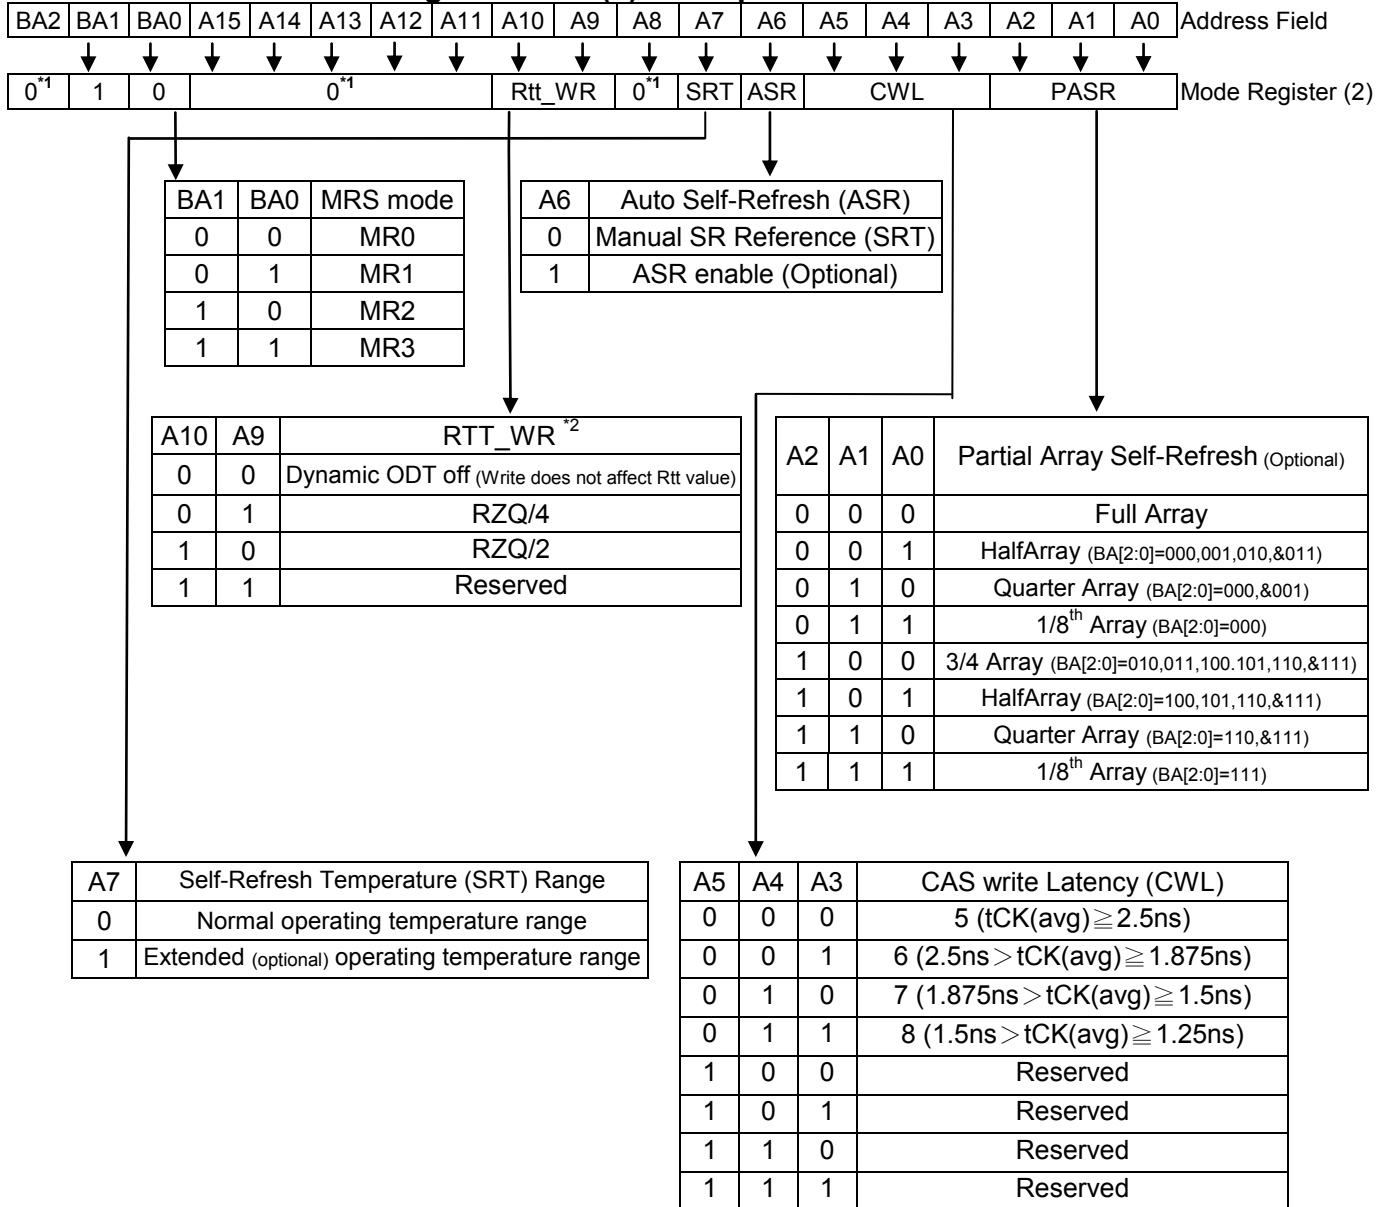 BA2 BA1 BA0 A15 A14 A13 A12 A11 A10 A9 A8 A7 A6 A5 A4 A3 A2 A1 A0 Address Field
0*1 1 0 0*1 Rtt_WR 0*1 SRT ASR CWL PASR Mode Register (2)
BA1 BA0 MRS mode
0 0 MR0
0 1 MR1
1 0 MR2
1 1 MR3
A6 Auto Self-Refresh (ASR)
0 Manual SR Reference (SRT)
1 ASR enable (Optional)
A10 A9 RTT_WR *2
0 0 Dynamic ODT off (Write does not affect Rtt value)
0 1 RZQ/4
1 0 RZQ/2
1 1 Reserved
A2 A1 A0 Partial Array Self-Refresh (Optional)
0 0 0 Full Array
0 0 1 HalfArray (BA[2:0]=000,001,010,&011)
0 1 0 Quarter Array (BA[2:0]=000,&001)
0 1 1 1/8th Array (BA[2:0]=000)
1 0 0 3/4 Array (BA[2:0]=010,011,100.101,110,&111)
1 0 1 HalfArray (BA[2:0]=100,101,110,&111)
1 1 0 Quarter Array (BA[2:0]=110,&111)
1 1 1 1/8th Array (BA[2:0]=111)
A7 Self-Refresh Temperature (SRT) Range
0 Normal operating temperature range
1 Extended (optional) operating temperature range
A5 A4 A3 CAS write Latency (CWL)
0 0 0 5 (tCK(avg)≧2.5ns)
0 0 1 6 (2.5ns＞tCK(avg)≧1.875ns)
0 1 0 7 (1.875ns＞tCK(avg)≧1.5ns)
0 1 1 8 (1.5ns＞tCK(avg)≧1.25ns)
1 0 0 Reserved
1 0 1 Reserved
1 1 0 Reserved
1 1 1 Reserved